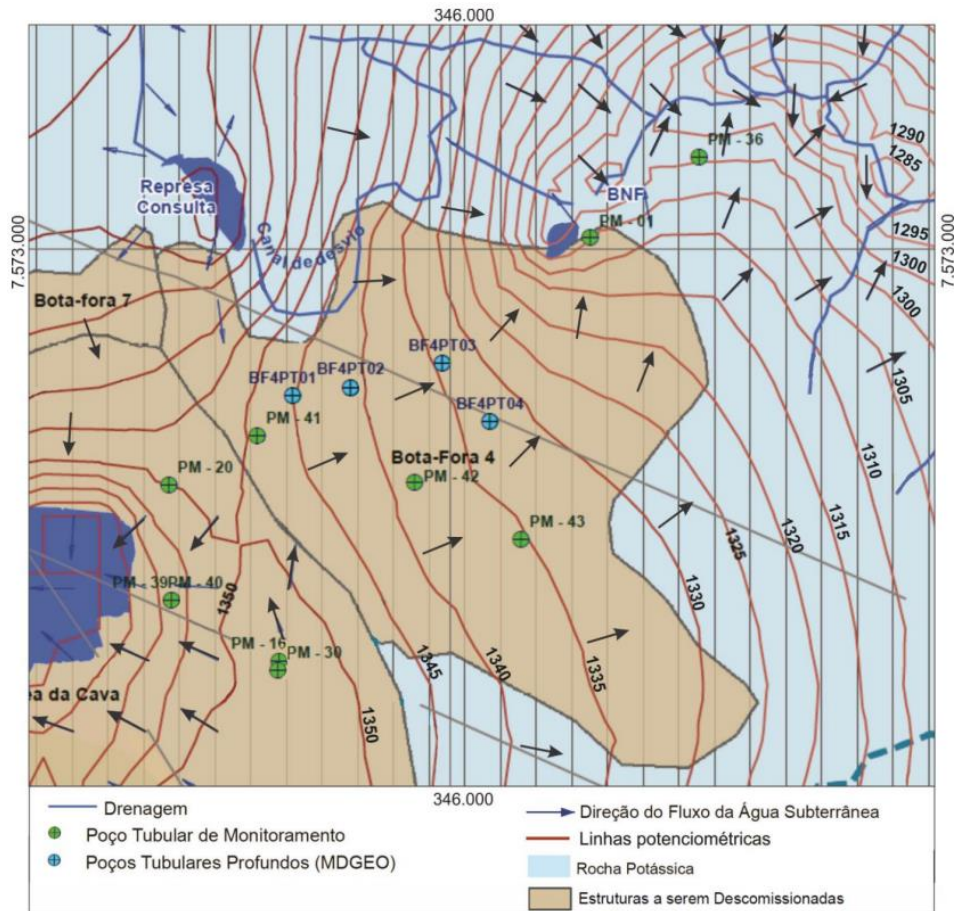 346.000
1290
1285
PM - 36
Represa
Consulta
BNF
PM - 01
1295
7.573.000
7.573.000
Canal de desvio
1300
1300
Bota-fora 7
1305
BF4PT03
BF4PT02
BF4PT01
BF4PT04
PM - 41
1310
Bota-Fora 4
PM - 20
PM - 42
1315
1320
PM - 43
1325
PM - 39
PM - 40
1350
1330
PM - 16
PM - 30
1345
1340
1335
ea da Cava
1350
346.000
Drenagem
Poço Tubular de Monitoramento
Poços Tubulares Profundos (MDGEO)
Direção do Fluxo da Água Subterrânea
Linhas potenciométricas
Rocha Potássica
Estruturas a serem Descomissionadas